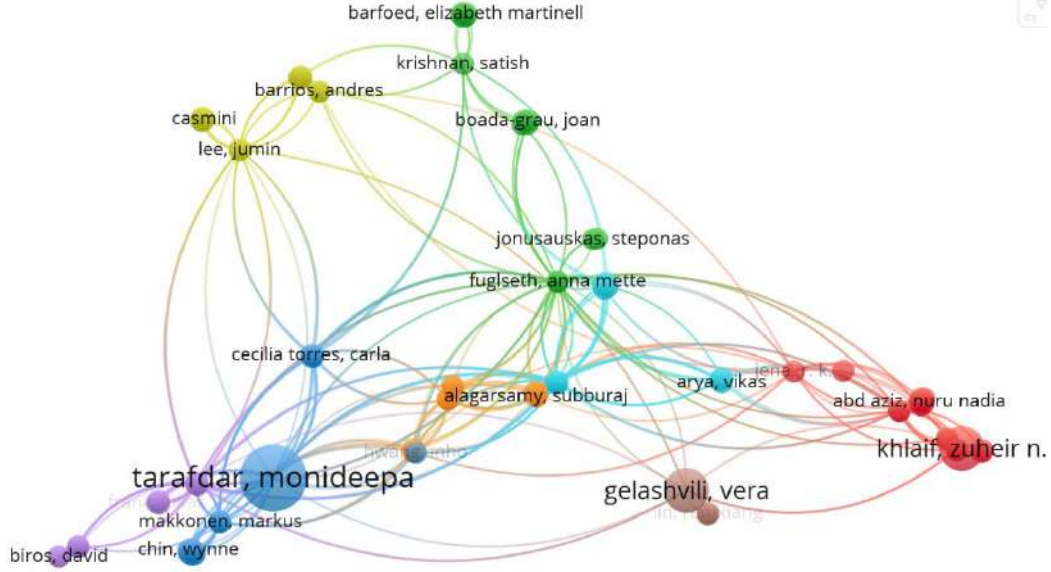 barfoed, elizabeth martinell
krishnan, satish
barrios, andres
casmini
boada-grau, joan
lee, jumin
jonusauskas, steponas
fuglseth, anna mette
cecilia torres, carla
arya, vikas
alagarsamy, subburaj
abd aziz, nuru nadia
khlaif, zuheir n.
tarafdar, monideepa
gelashvili, vera
makkonen, markus
chin, wynne
biros, david